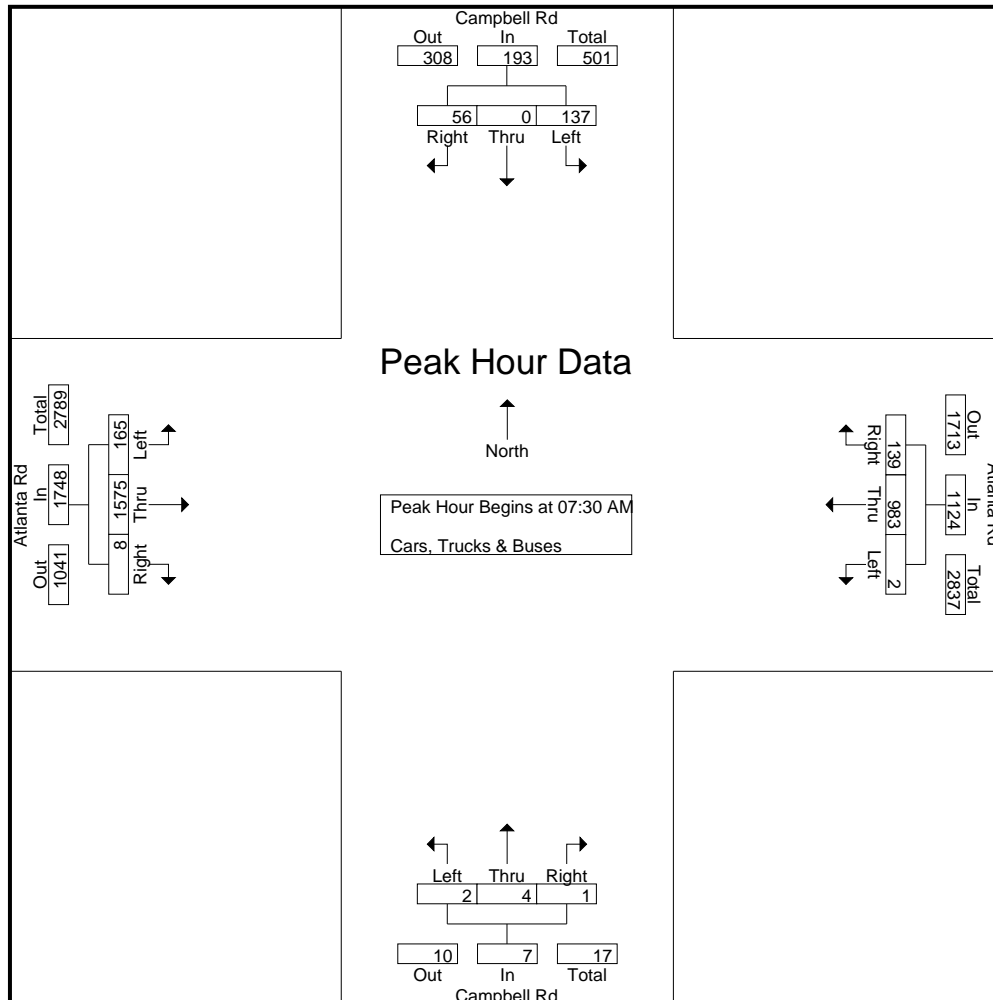 Campbell Rd
Out In Total
308 193 501
56 0 137
Right Thru Left
Peak Hour Data
North
Peak Hour Begins at 07:30 AM
Cars, Trucks & Buses
Atlanta Rd
Total In Out
2789 1748 1041
165 1575 8
Left Thru Right
Atlanta Rd
Out In Total
1713 1124 2837
139 983 2
Right Thru Left
Left Thru Right
2 4 1
10 7 17
Out In Total
Campbell Rd